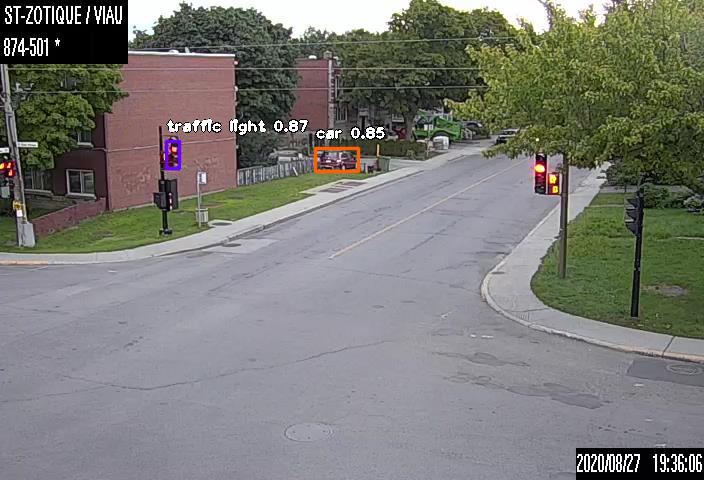 ST-ZOTIQUE / VIAU
874-501 *
traffic light 0.87
car 0.85
2020/08/27 19:36:06